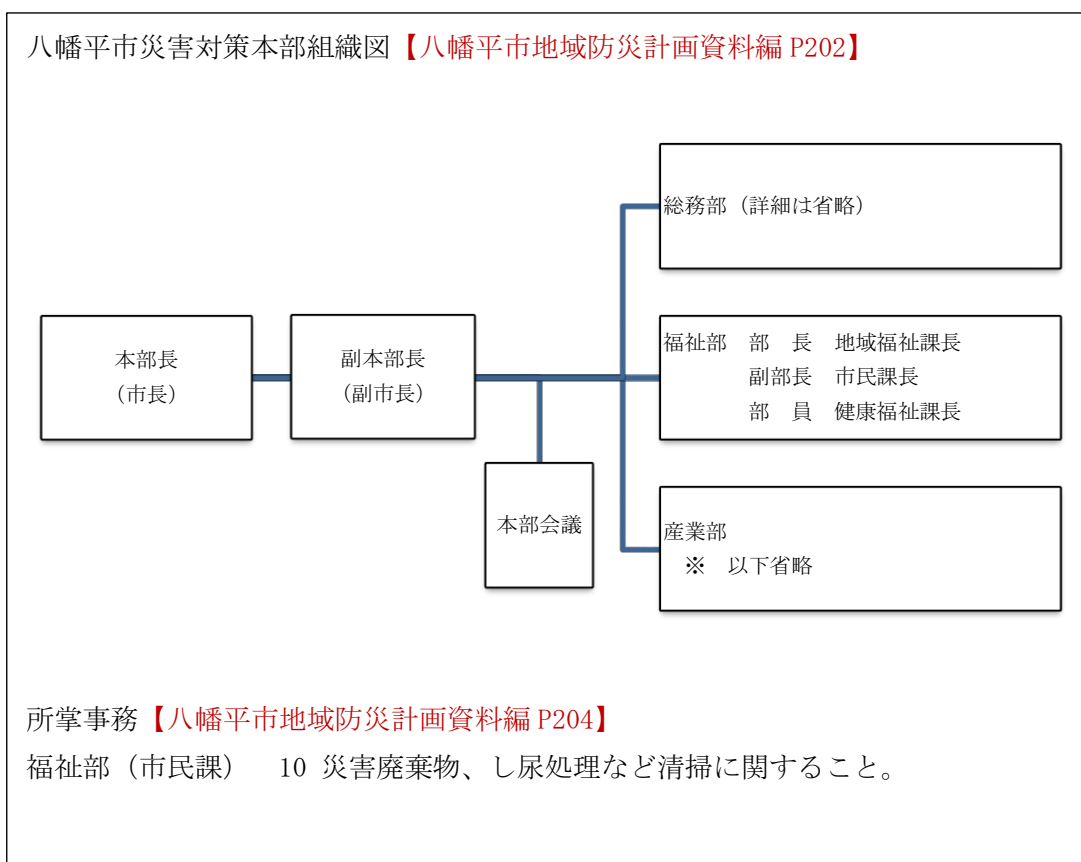 八幡平市災害対策本部組織図【八幡平市地域防災計画資料編 P202】
総務部（詳細は省略）
本部長
（市長）
副本部長
（副市長）
福祉部　部　長　地域福祉課長
副部長　市民課長
部　員　健康福祉課長
本部会議
産業部
※　以下省略
所掌事務【八幡平市地域防災計画資料編 P204】
福祉部（市民課）　10 災害廃棄物、し尿処理など清掃に関すること。